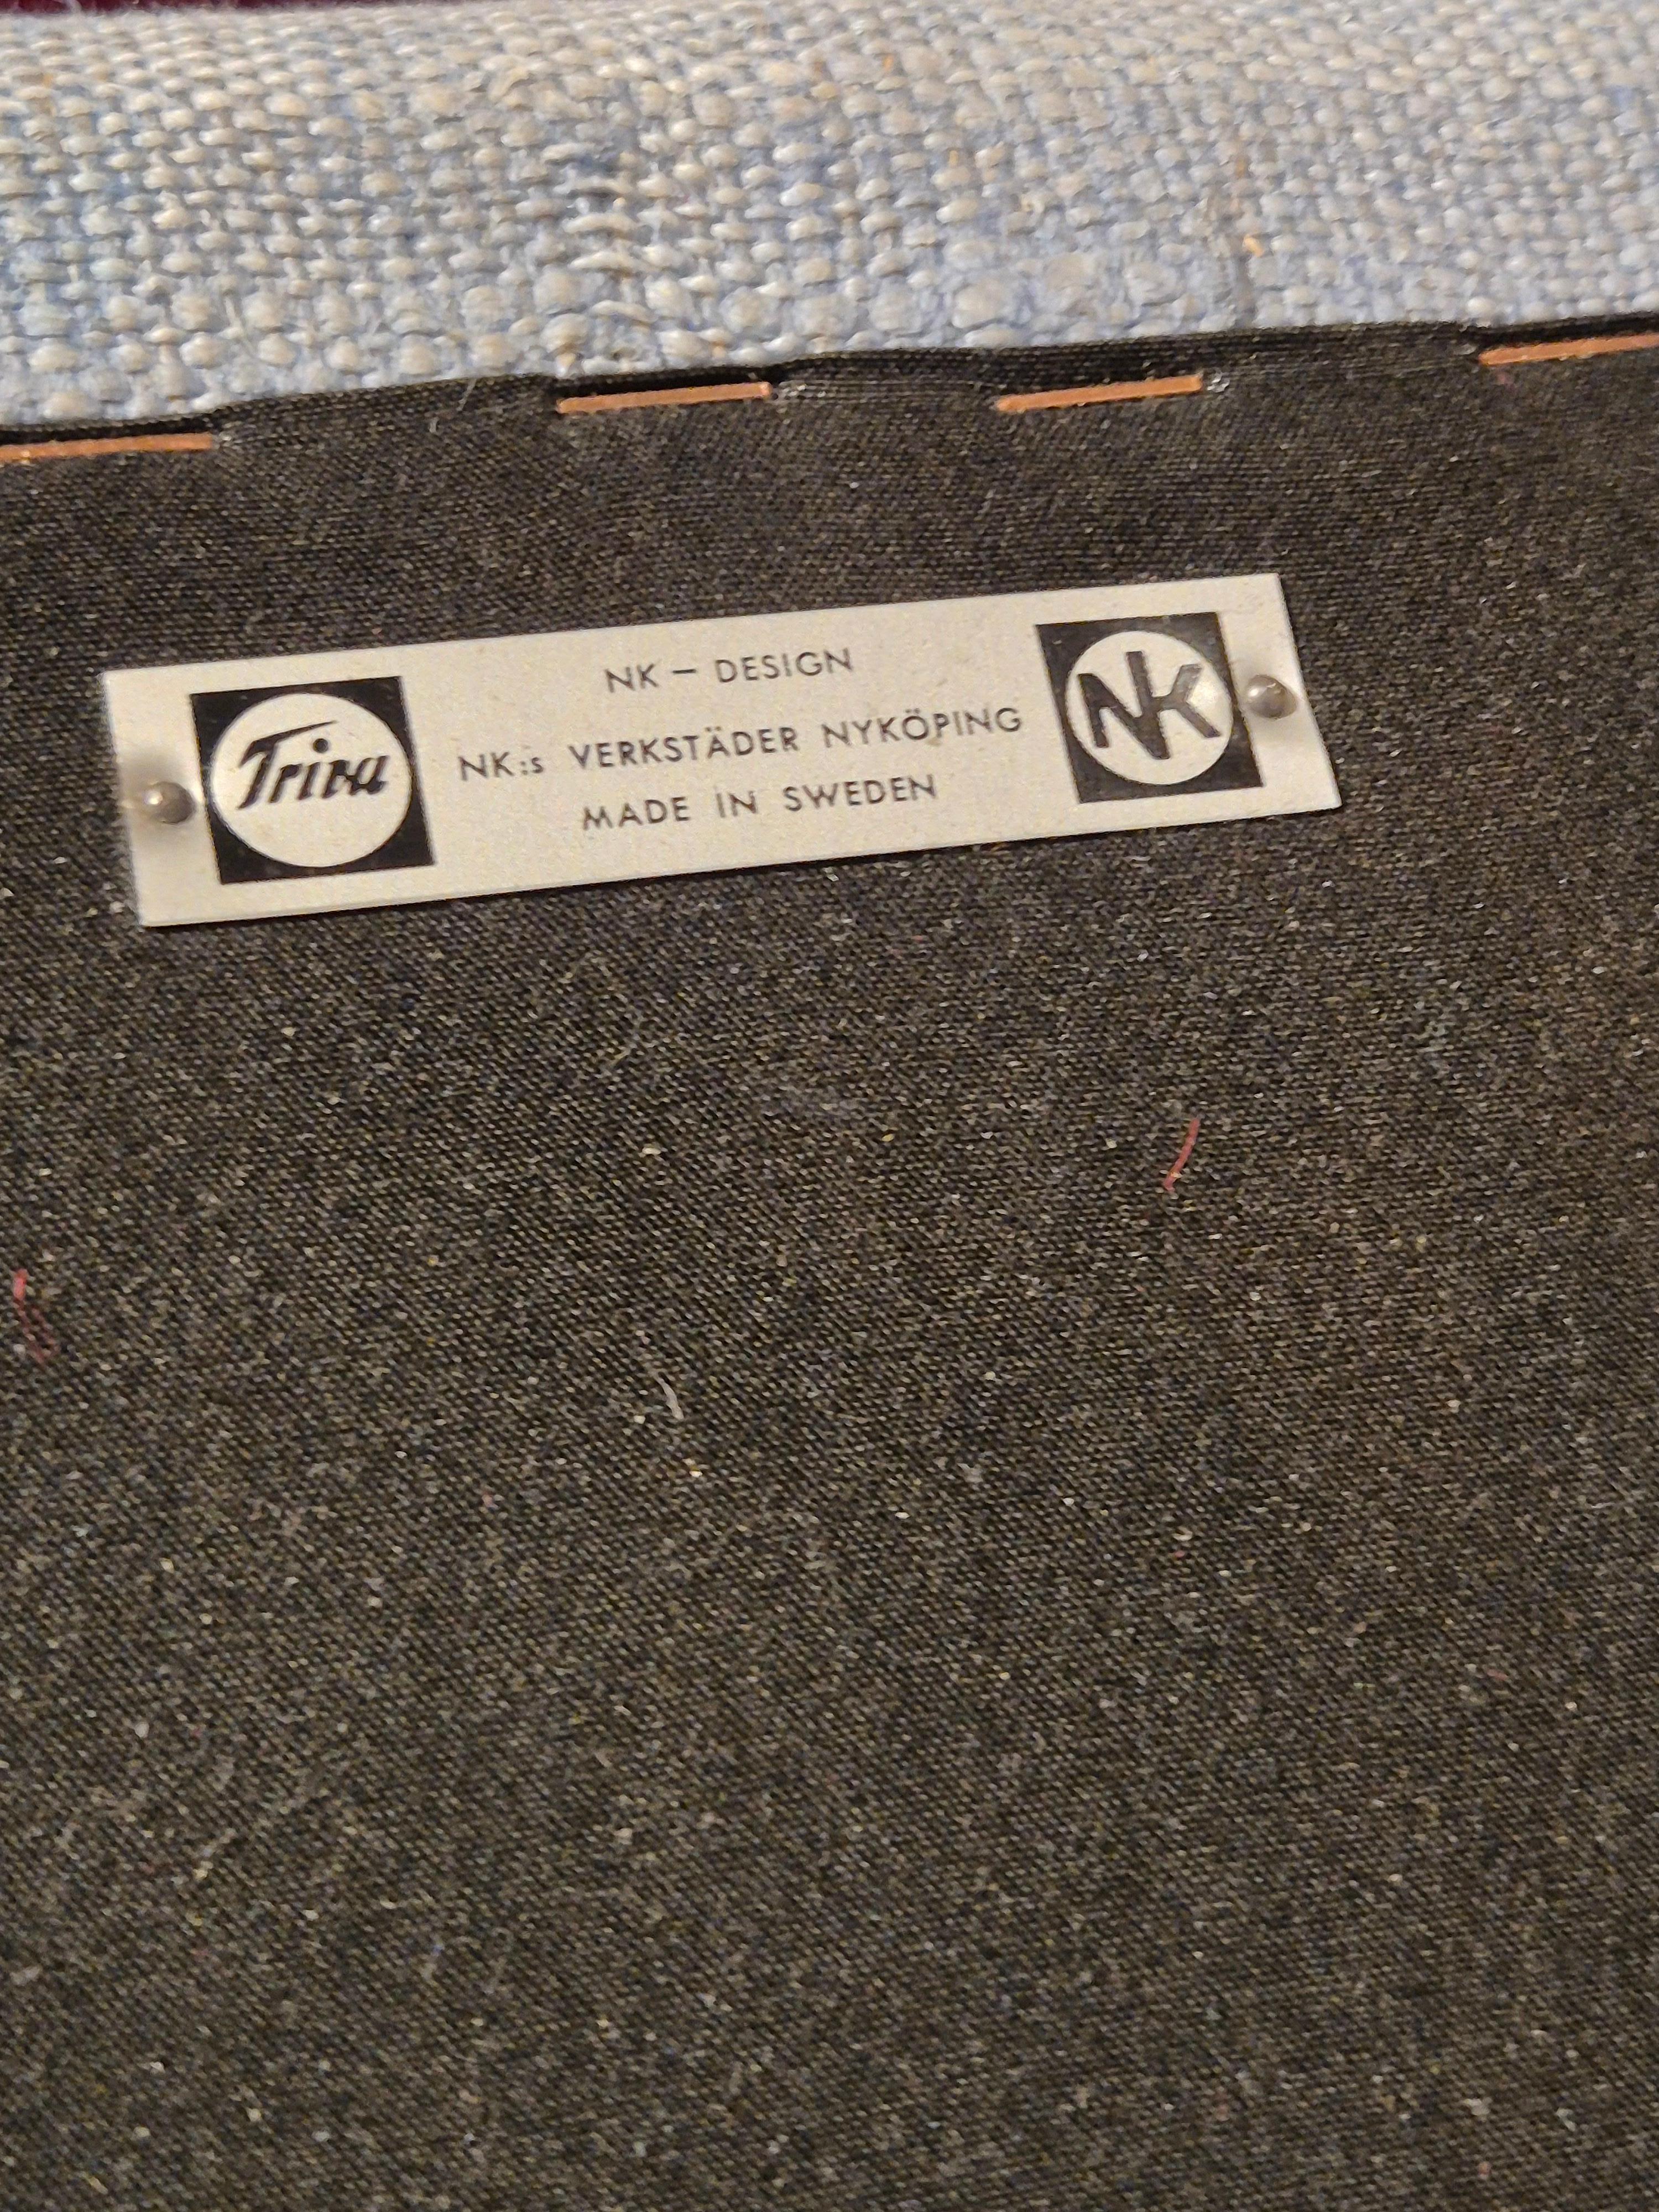 Triva
NK – DESIGN
NK:s VERKSTÄDER NYKÖPING
MADE IN SWEDEN
NK